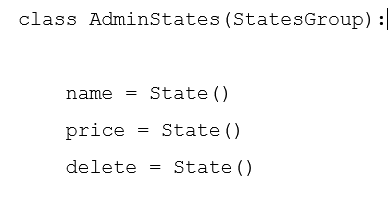 class AdminStates(StatesGroup):
name = State()
price = State()
delete = State()